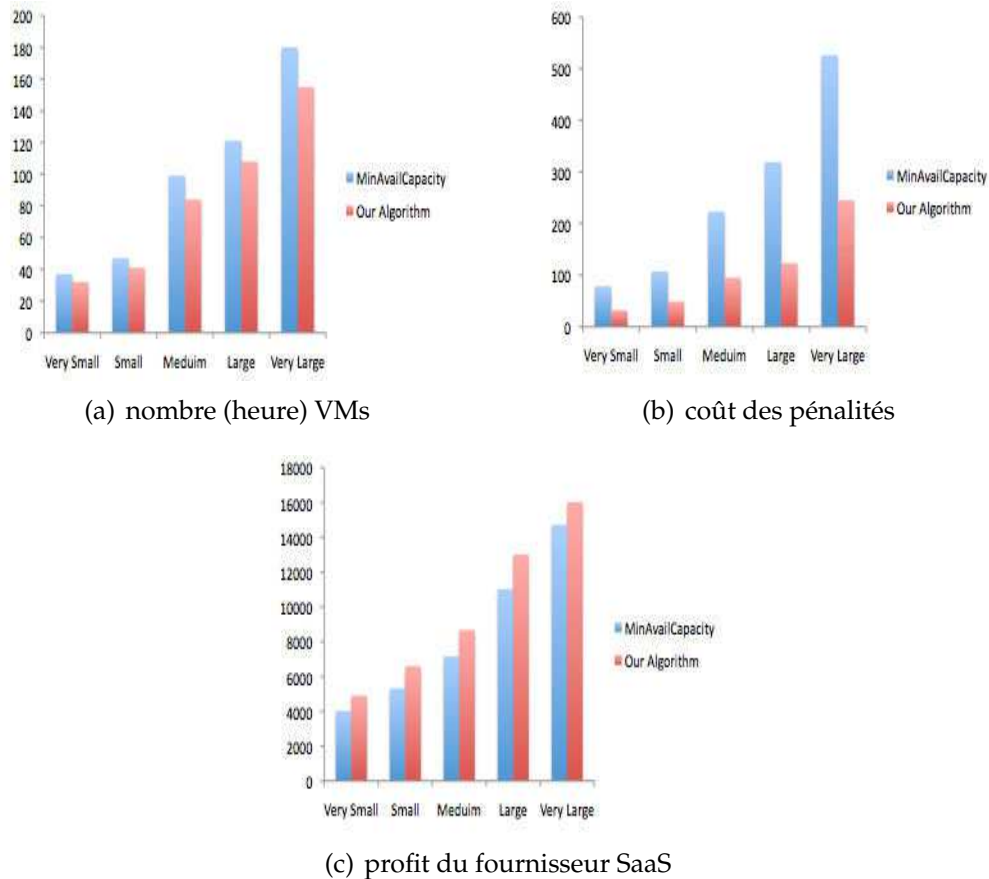 200
180
160
140
120
100
80
60
40
20
0
Very Small Small Meduim Large Very Large
MinAvailCapacity
Our Algorithm
(a) nombre (heure) VMs
600
500
400
300
200
100
0
Very Small Small Meduim Large Very Large
MinAvailCapacity
Our Algorithm
(b) coût des pénalités
18000
16000
14000
12000
10000
8000
6000
4000
2000
0
Very Small Small Meduim Large Very Large
MinAvailCapacity
Our Algorithm
(c) profit du fournisseur SaaS